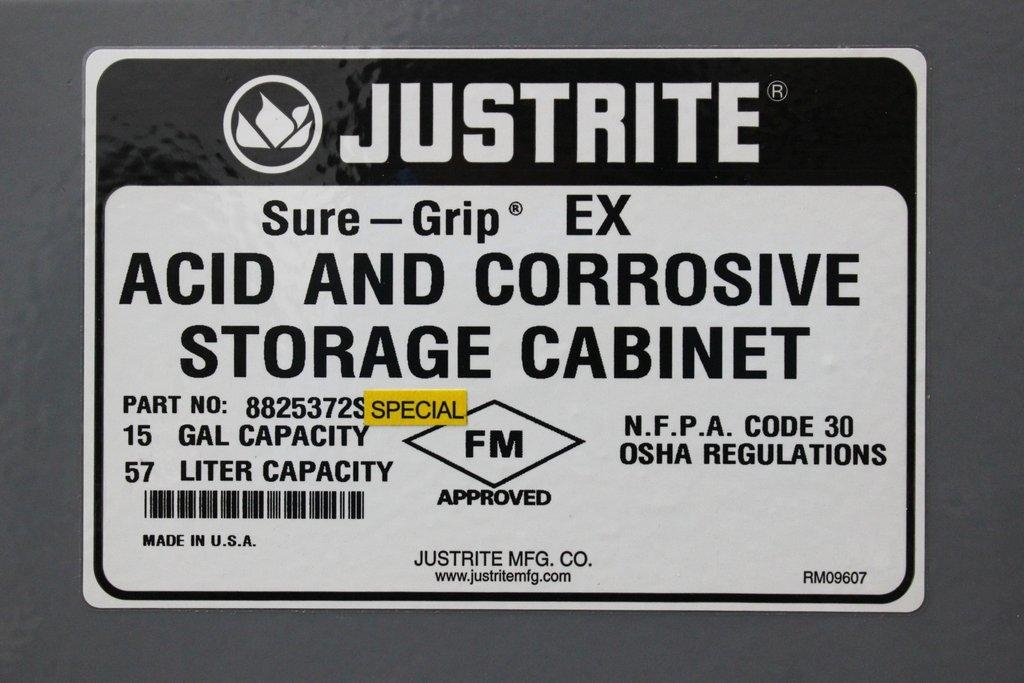 JUSTRITE®
Sure-Grip® EX
ACID AND CORROSIVE
STORAGE CABINET
PART NO: 8825372S SPECIAL
15 GAL CAPACITY
57 LITER CAPACITY
FM
APPROVED
N.F.P.A. CODE 30
OSHA REGULATIONS
MADE IN U.S.A.
JUSTRITE MFG. CO.
www.justritemfg.com
RM09607